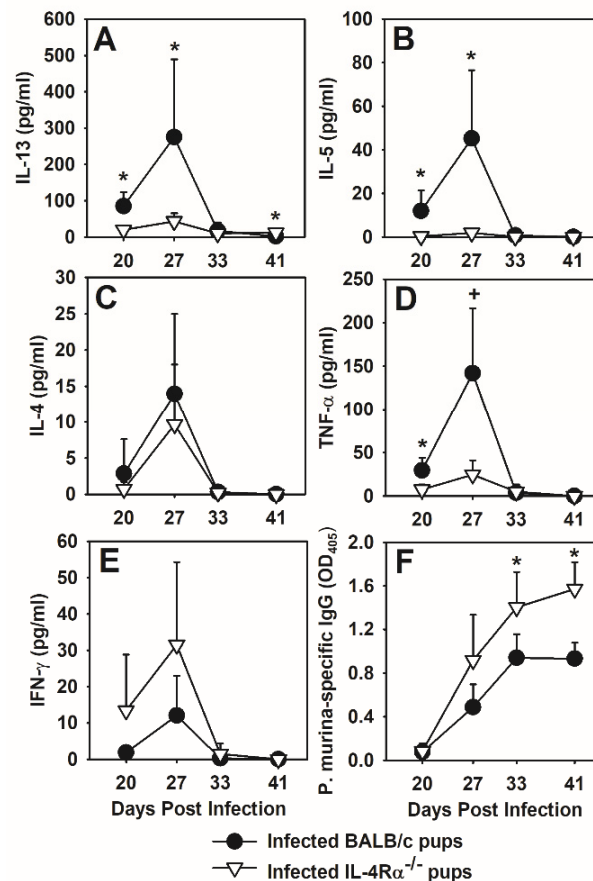 A
IL-13 (pg/ml)
600
500
400
300
200
100
0
* * *
20 27 33 41
B
IL-5 (pg/ml)
100
80
60
40
20
0
* *
20 27 33 41
C
IL-4 (pg/ml)
30
25
20
15
10
5
0
20 27 33 41
D
TNF-α (pg/ml)
250
200
150
100
50
0
* +
20 27 33 41
E
IFN-γ (pg/ml)
60
50
40
30
20
10
0
20 27 33 41
Days Post Infection
F
P. murina-specific IgG (OD405)
1.8
1.5
1.2
0.9
0.6
0.3
0.0
* *
20 27 33 41
Days Post Infection
Infected BALB/c pups
Infected IL-4Rα-/- pups